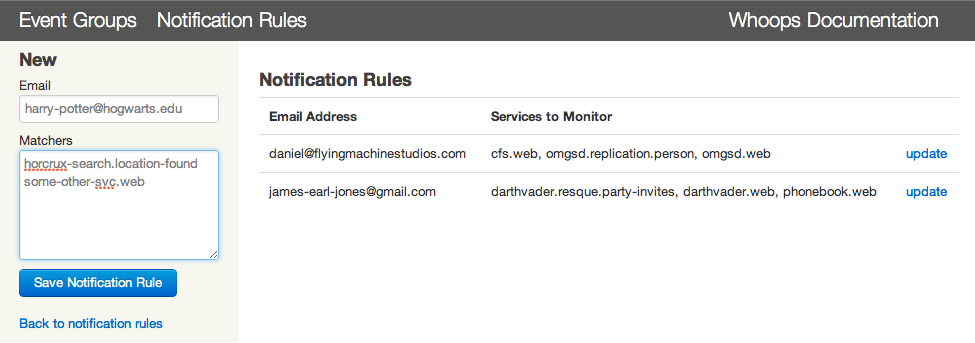 Event Groups Notification Rules Whoops Documentation
New
Email
harry-potter@hogwarts.edu
Matchers
horcrux-search.location-found
some-other-svc.web
Save Notification Rule
Back to notification rules
Notification Rules
Email Address Services to Monitor
daniel@flyingmachinestudios.com cfs.web, omgsd.replication.person, omgsd.web update
james-earl-jones@gmail.com darthvader.resque.party-invites, darthvader.web, phonebook.web update